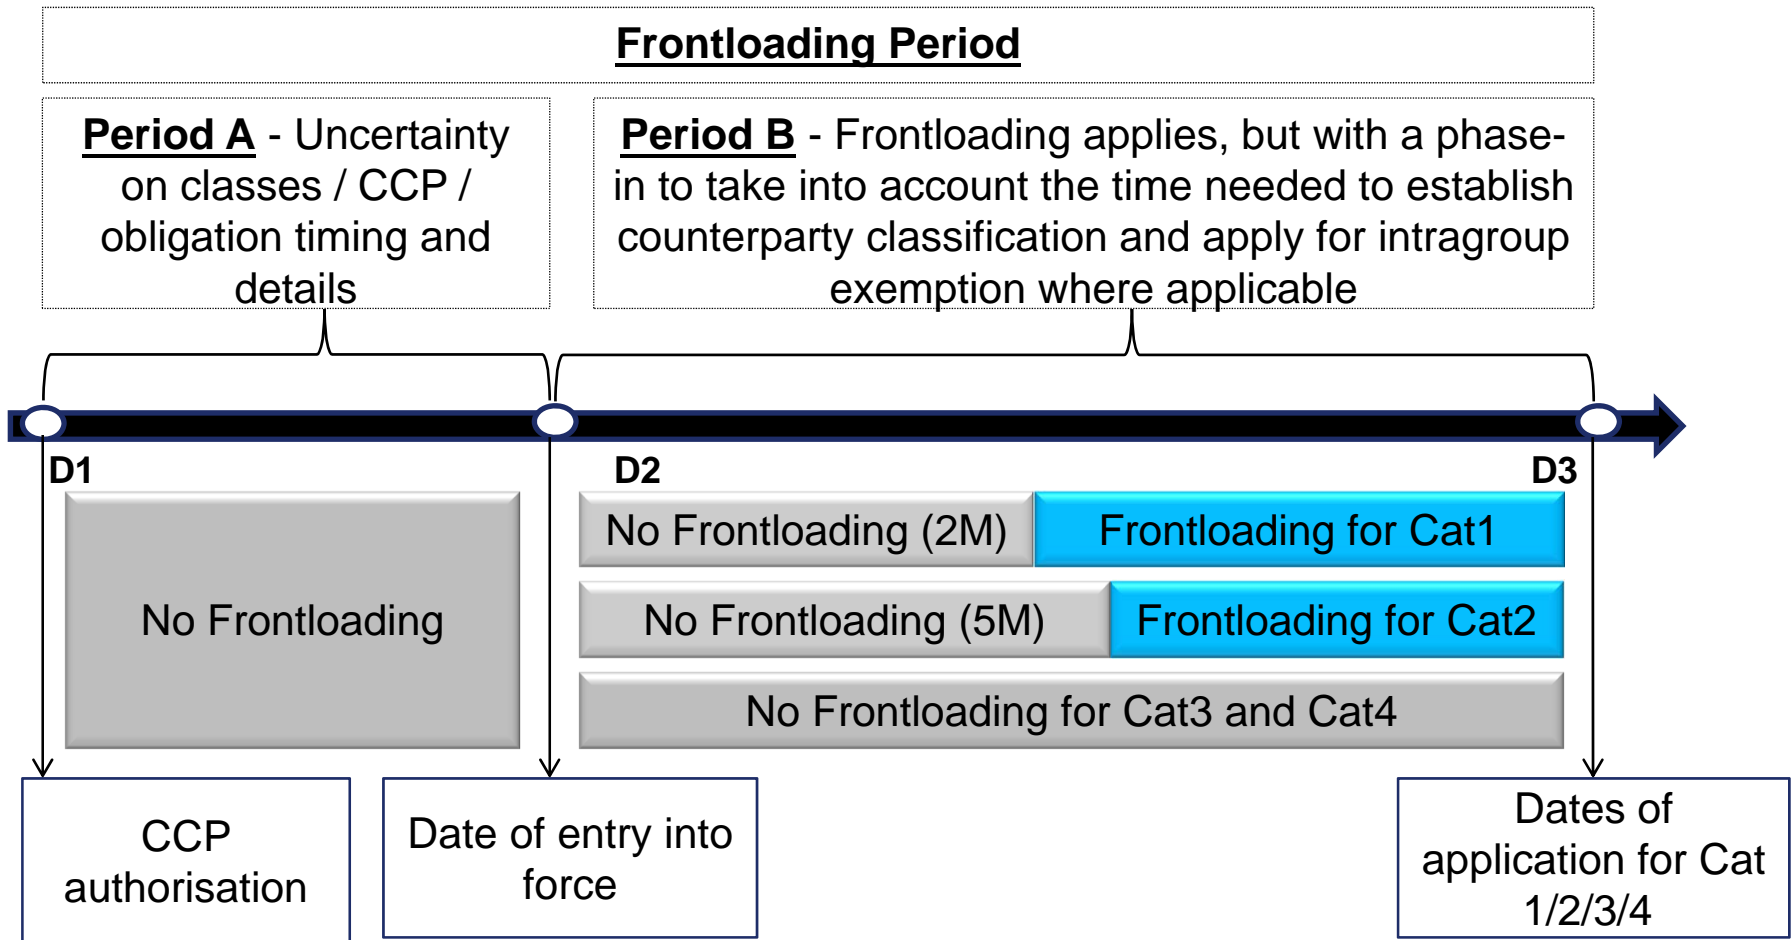 Frontloading Period
Period A - Uncertainty
on classes / CCP /
obligation timing and
details
Period B - Frontloading applies, but with a phase-
in to take into account the time needed to establish
counterparty classification and apply for intragroup
exemption where applicable
D1
D2
D3
No Frontloading
No Frontloading (2M)
Frontloading for Cat1
No Frontloading (5M)
Frontloading for Cat2
No Frontloading for Cat3 and Cat4
CCP
authorisation
Date of entry into
force
Dates of
application for Cat
1/2/3/4